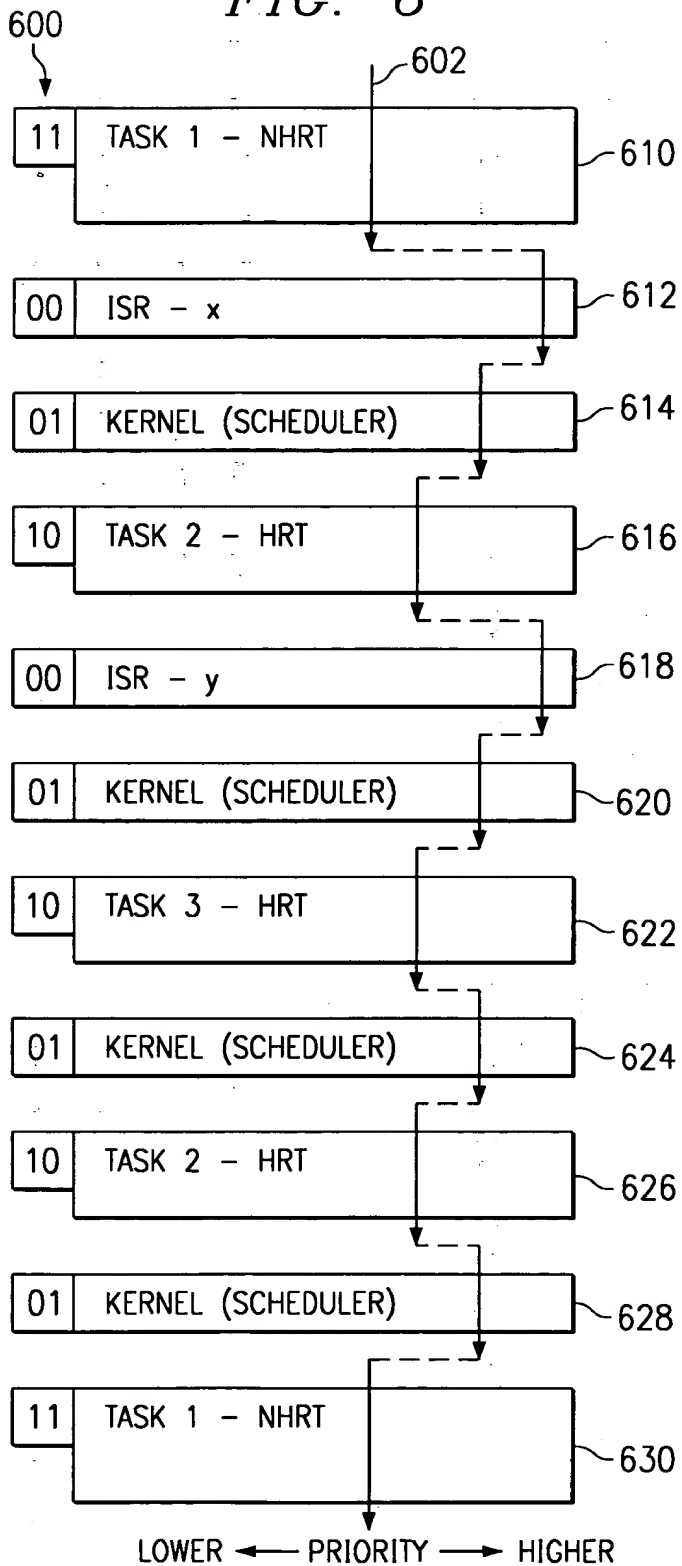 FIG. 6
600
602
11 TASK 1 - NHRT 610
00 ISR - x 612
01 KERNEL (SCHEDULER) 614
10 TASK 2 - HRT 616
00 ISR - y 618
01 KERNEL (SCHEDULER) 620
10 TASK 3 - HRT 622
01 KERNEL (SCHEDULER) 624
10 TASK 2 - HRT 626
01 KERNEL (SCHEDULER) 628
11 TASK 1 - NHRT 630
LOWER PRIORITY HIGHER